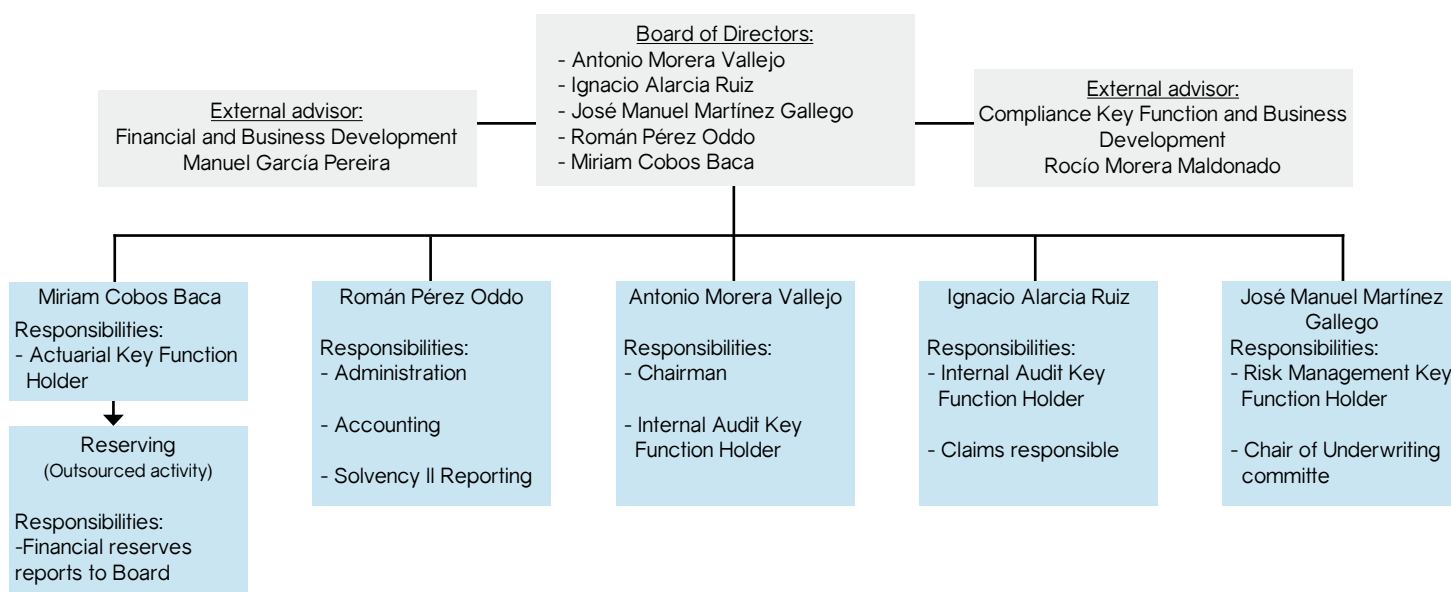 Board of Directors:
- Antonio Morera Vallejo
- Ignacio Alarcia Ruiz
- José Manuel Martínez Gallego
- Román Pérez Oddo
- Miriam Cobos Baca
External advisor:
Financial and Business Development
Manuel García Pereira
External advisor:
Compliance Key Function and Business
Development
Rocío Morera Maldonado
Miriam Cobos Baca
Responsibilities:
- Actuarial Key Function
Holder
Reserving
(Outsourced activity)
Responsibilities:
-Financial reserves
reports to Board
Román Pérez Oddo
Responsibilities:
- Administration
- Accounting
- Solvency II Reporting
Antonio Morera Vallejo
Responsibilities:
- Chairman
- Internal Audit Key
Function Holder
Ignacio Alarcia Ruiz
Responsibilities:
- Internal Audit Key
Function Holder
- Claims responsible
José Manuel Martínez
Gallego
Responsibilities:
- Risk Management Key
Function Holder
- Chair of Underwriting
committe